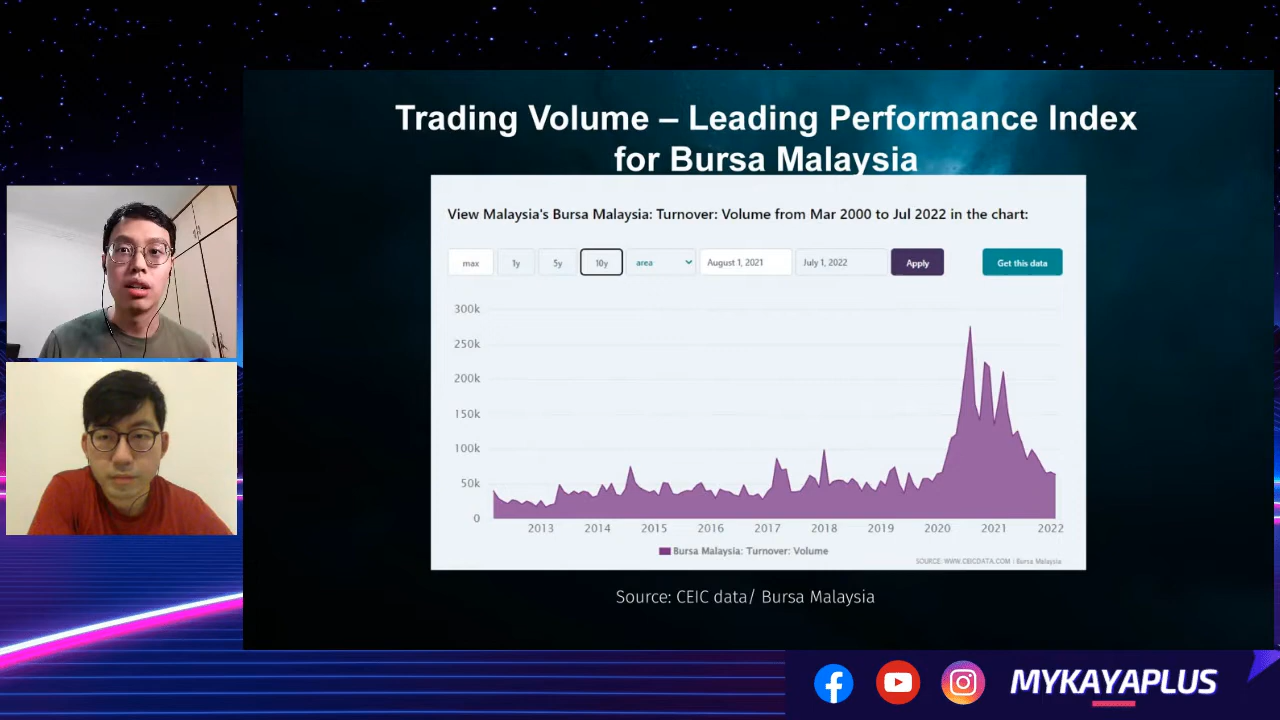 Trading Volume – Leading Performance Index
for Bursa Malaysia
View Malaysia's Bursa Malaysia: Turnover: Volume from Mar 2000 to Jul 2022 in the chart:
max 1y 5y 10y area August 1, 2021 July 1, 2022 Apply Get this data
300k
250k
200k
150k
100k
50k
0
2013 2014 2015 2016 2017 2018 2019 2020 2021 2022
Bursa Malaysia: Turnover: Volume
SOURCE: WWW.CEICDATA.COM | Bursa Malaysia
Source: CEIC data/ Bursa Malaysia
MYKAYAPLUS